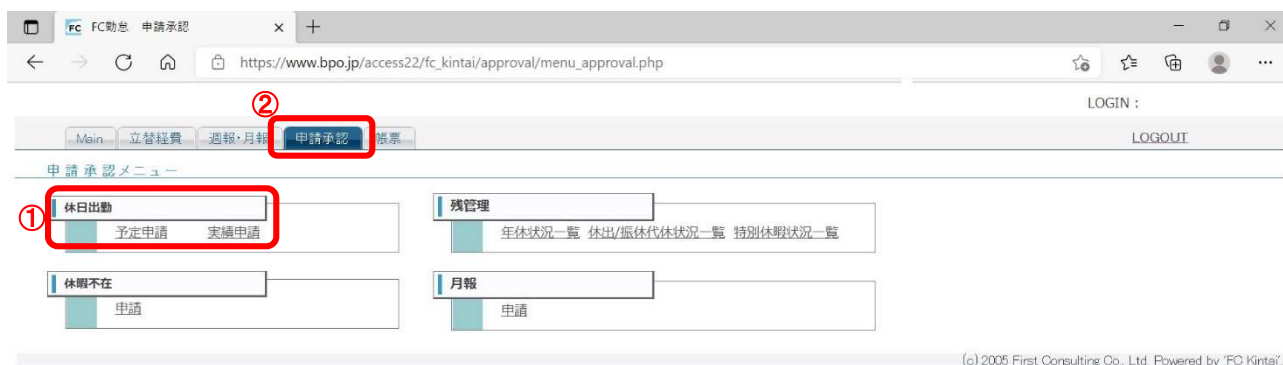 FC FC勤怠 申請承認
https://www.bpo.jp/access22/fc_kintai/approval/menu_approval.php
LOGIN :
②
Main 立替経費 週報・月報 申請承認 帳票 LOGOUT
申請承認メニュー
①
休日出勤
予定申請 実績申請
残管理
年休状況一覧 休出/振休代休状況一覧 特別休暇状況一覧
休暇不在
申請
月報
申請
(c) 2005 First Consulting Co., Ltd. Powered by 'FC Kintai'.